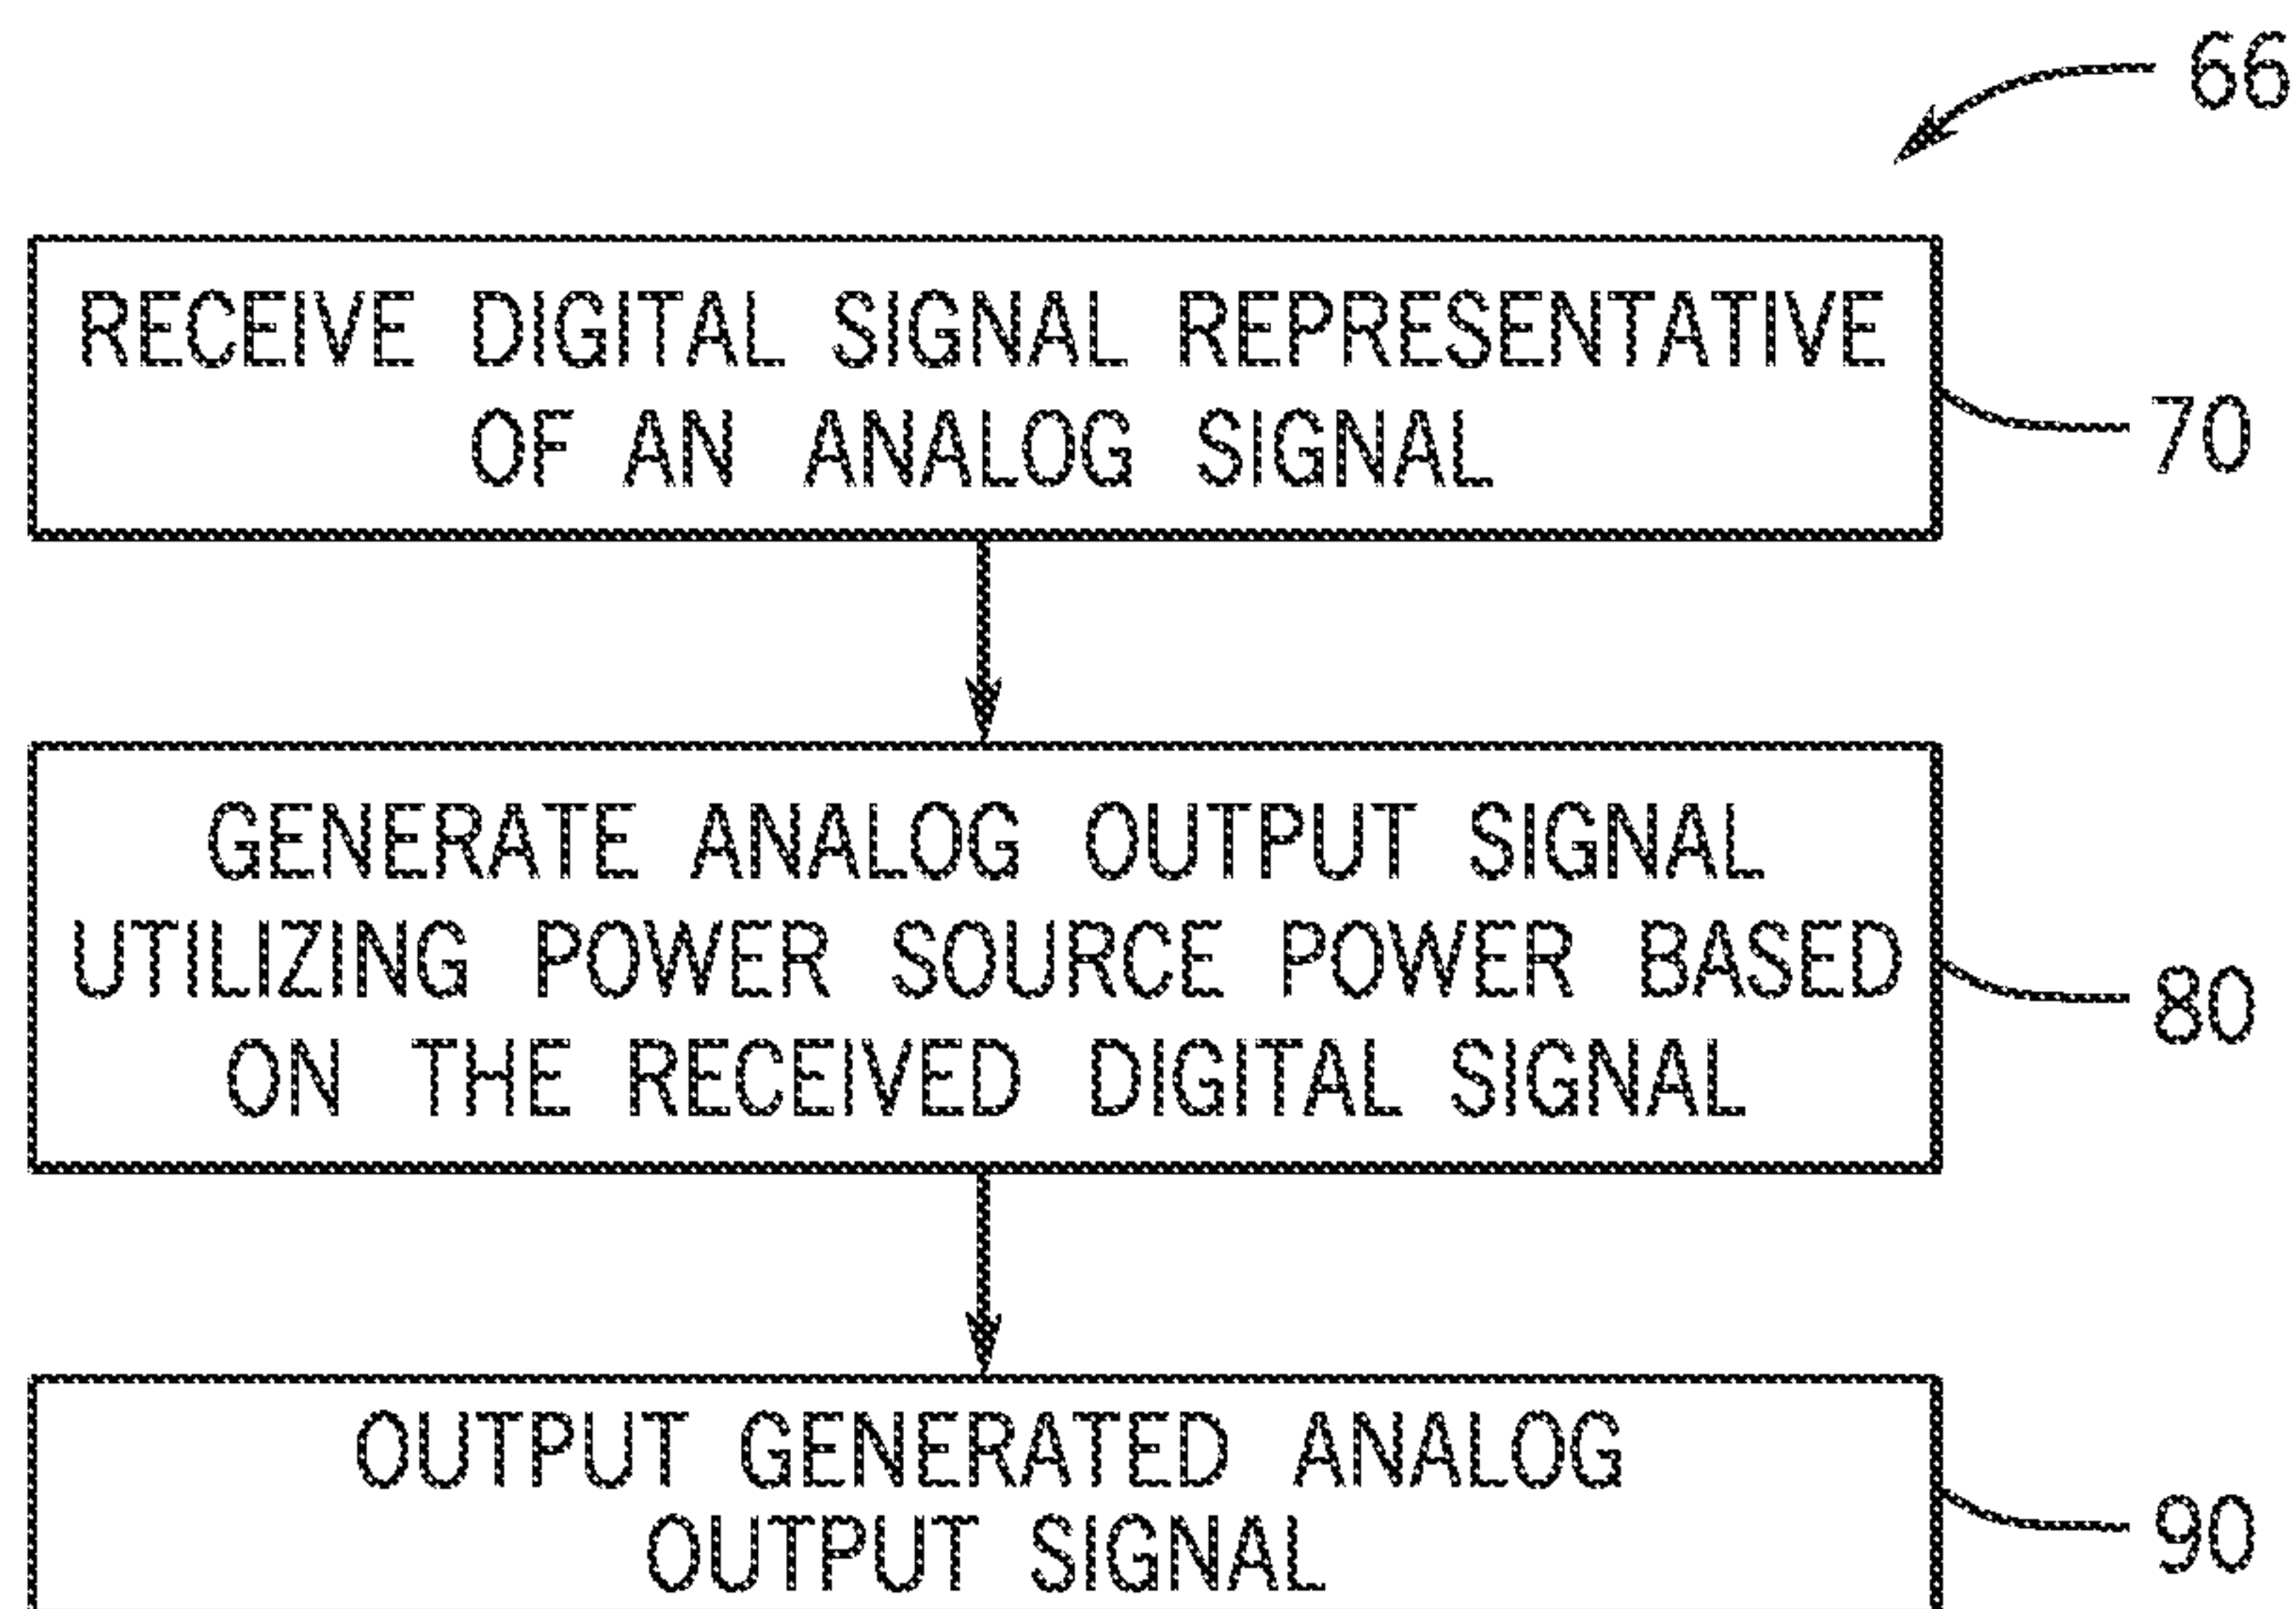 66
RECEIVE DIGITAL SIGNAL REPRESENTATIVE
OF AN ANALOG SIGNAL
70
GENERATE ANALOG OUTPUT SIGNAL
UTILIZING POWER SOURCE POWER BASED
ON THE RECEIVED DIGITAL SIGNAL
80
OUTPUT GENERATED ANALOG
OUTPUT SIGNAL
90